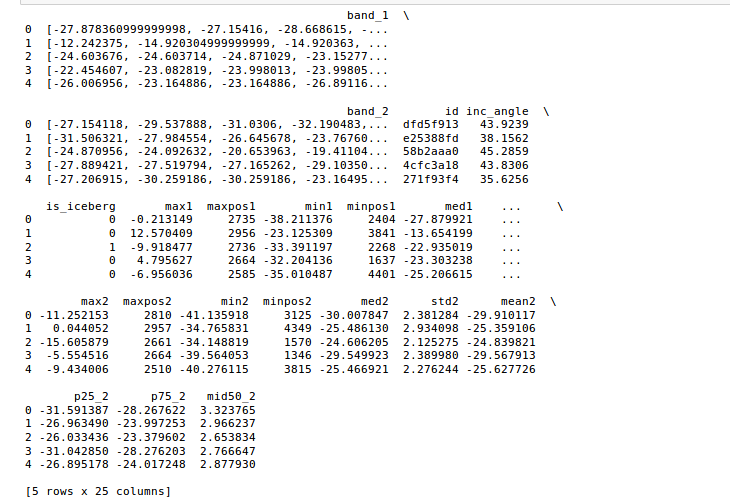 band_1 \
0 [-27.878360999999998, -27.15416, -28.668615, -...
1 [-12.242375, -14.920304999999999, -14.920363, ...
2 [-24.603676, -24.603714, -24.871029, -23.15277...
3 [-22.454607, -23.082819, -23.998013, -23.99805...
4 [-26.006956, -23.164886, -23.164886, -26.89116...
band_2 id inc_angle \
0 [-27.154118, -29.537888, -31.0306, -32.190483,... dfd5f913 43.9239
1 [-31.506321, -27.984554, -26.645678, -23.76760... e25388fd 38.1562
2 [-24.870956, -24.092632, -20.653963, -19.41104... 58b2aaa0 45.2859
3 [-27.889421, -27.519794, -27.165262, -29.10350... 4cfc3a18 43.8306
4 [-27.206915, -30.259186, -30.259186, -23.16495... 271f93f4 35.6256
is_iceberg max1 maxpos1 min1 minpos1 med1 ... \
0 0 -0.213149 2735 -38.211376 2404 -27.879921 ...
1 0 12.570409 2956 -23.125309 3841 -13.654199 ...
2 1 -9.918477 2736 -33.391197 2268 -22.935019 ...
3 0 4.795627 2664 -32.204136 1637 -23.303238 ...
4 0 -6.956036 2585 -35.010487 4401 -25.206615 ...
max2 maxpos2 min2 minpos2 med2 std2 mean2 \
0 -11.252153 2810 -41.135918 3125 -30.007847 2.381284 -29.910117
1 0.044052 2957 -34.765831 4349 -25.486130 2.934098 -25.359106
2 -15.605879 2661 -34.148819 1570 -24.606205 2.125275 -24.839821
3 -5.554516 2664 -39.564053 1346 -29.549923 2.389980 -29.567913
4 -9.434006 2510 -40.276115 3815 -25.466921 2.276244 -25.627726
p25_2 p75_2 mid50_2
0 -31.591387 -28.267622 3.323765
1 -26.963490 -23.997253 2.966237
2 -26.033436 -23.379602 2.653834
3 -31.042850 -28.276203 2.766647
4 -26.895178 -24.017248 2.877930
[5 rows x 25 columns]